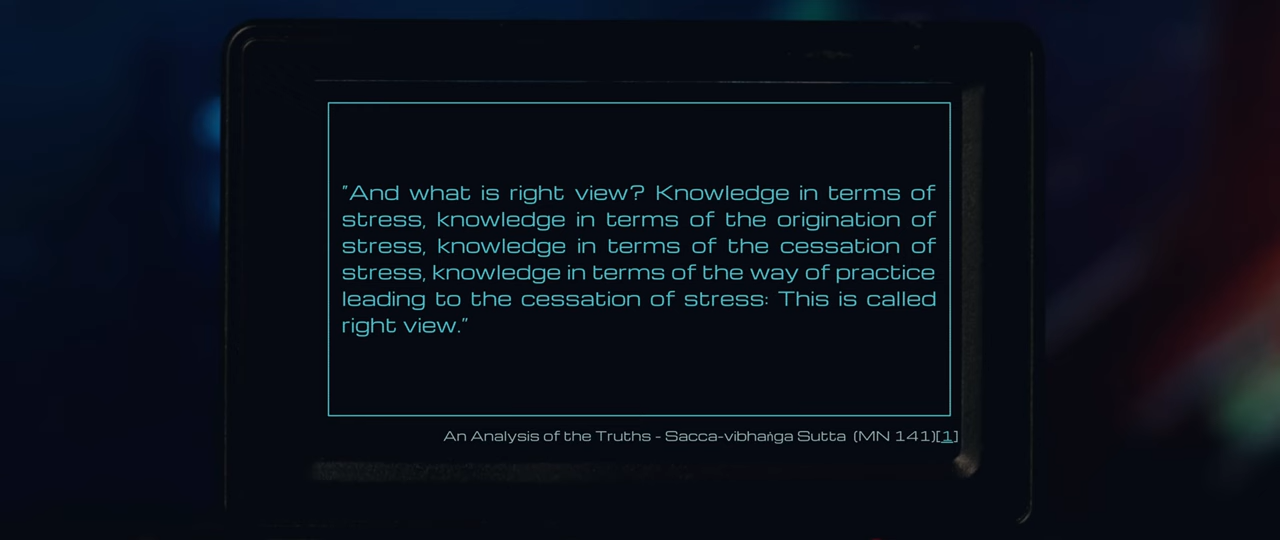 "And what is right view? Knowledge in terms of
stress, knowledge in terms of the origination of
stress, knowledge in terms of the cessation of
stress, knowledge in terms of the way of practice
leading to the cessation of stress: This is called
right view."
An Analysis of the Truths - Sacca-vibhaṅga Sutta (MN 141)[1]